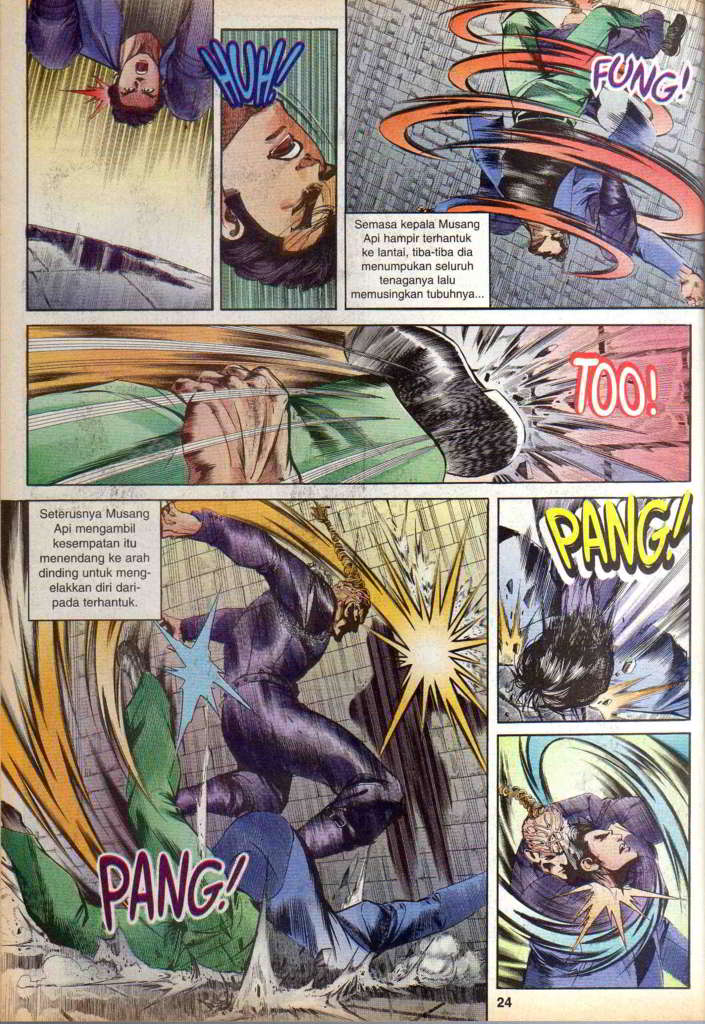 HUH!
FUNG!
Semasa kepala Musang
Api hampir terhantuk
ke lantai, tiba-tiba dia
menumpukan seluruh
tenaganya lalu
memusingkan tubuhnya...
TOO!
Seterusnya Musang
Api mengambil
kesempatan itu
menendang ke arah
dinding untuk meng-
elakkan diri dari-
pada terhantuk.
PANG!
PANG!
24